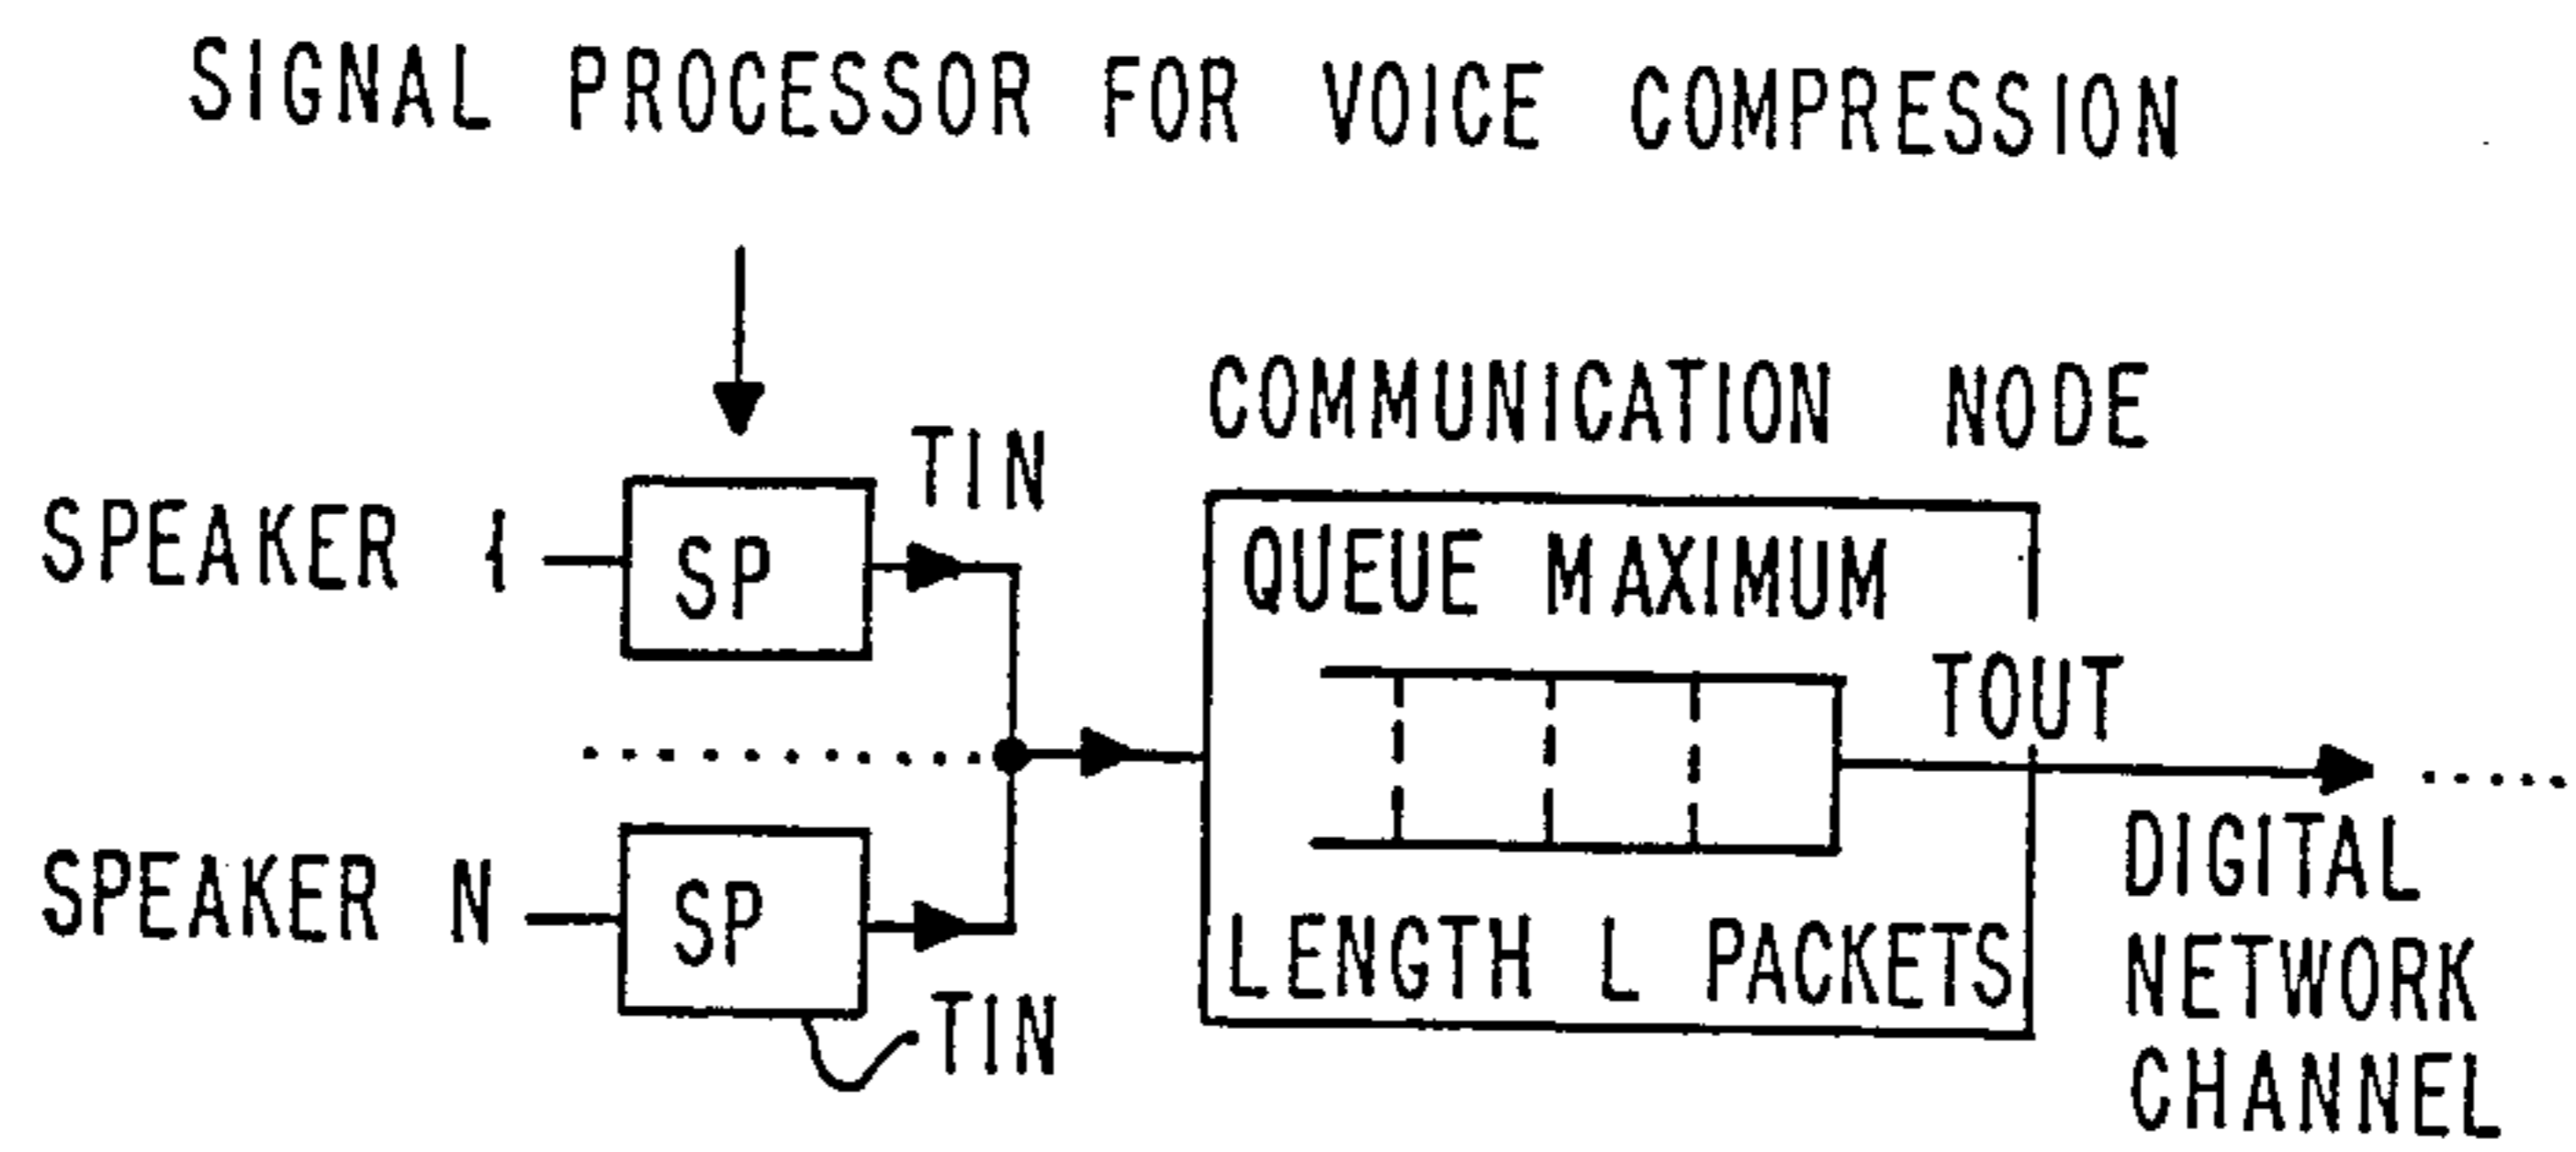 SIGNAL PROCESSOR FOR VOICE COMPRESSION
COMMUNICATION NODE
TIN
SPEAKER 1
SP
QUEUE MAXIMUM
TOUT
SPEAKER N
SP
TIN
LENGTH L PACKETS
DIGITAL
NETWORK
CHANNEL